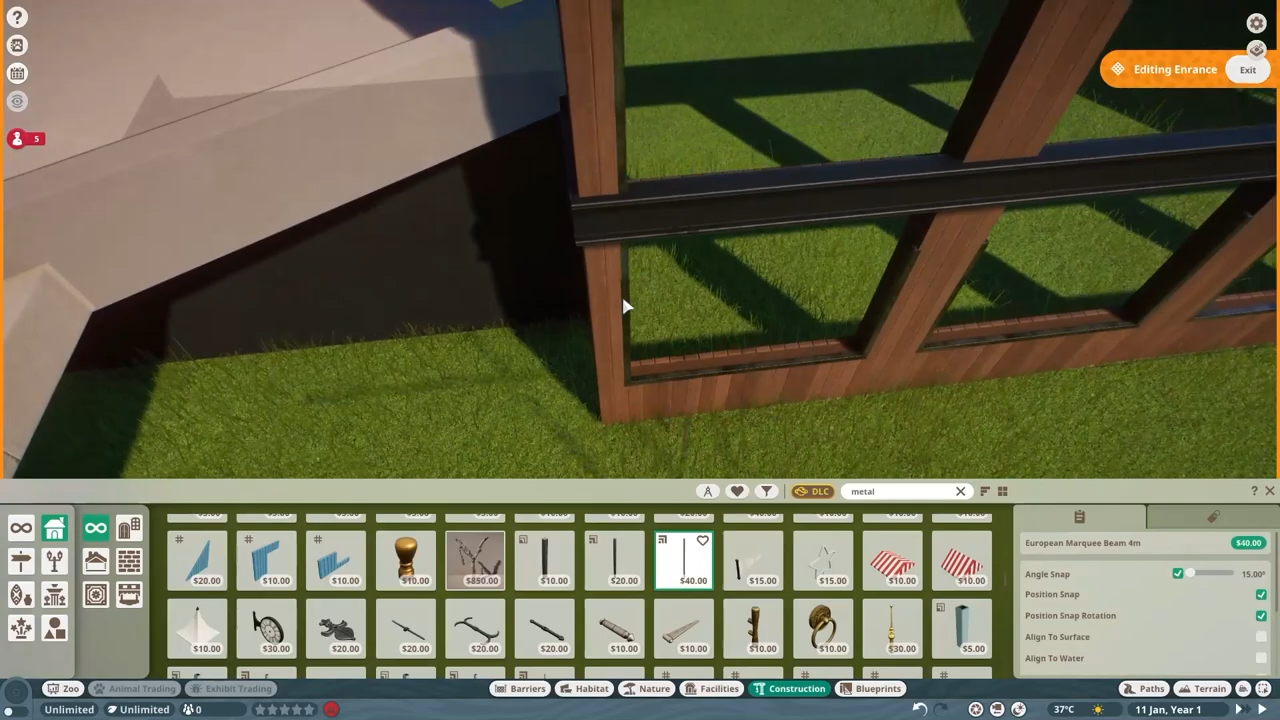 ?
Editing Enrance
Exit
5
DLC
metal
?
$20.00
$10.00
$10.00
$10.00
$850.00
$10.00
$20.00
$40.00
$15.00
$15.00
$10.00
$10.00
$10.00
$30.00
$20.00
$20.00
$20.00
$20.00
$10.00
$10.00
$10.00
$10.00
$30.00
$5.00
European Marquee Beam 4m
$40.00
Angle Snap
15.00°
Position Snap
Position Snap Rotation
Align To Surface
Align To Water
Zoo
Animal Trading
Exhibit Trading
Barriers
Habitat
Nature
Facilities
Construction
Blueprints
Paths
Terrain
Unlimited
Unlimited
0
37°C
11 Jan, Year 1